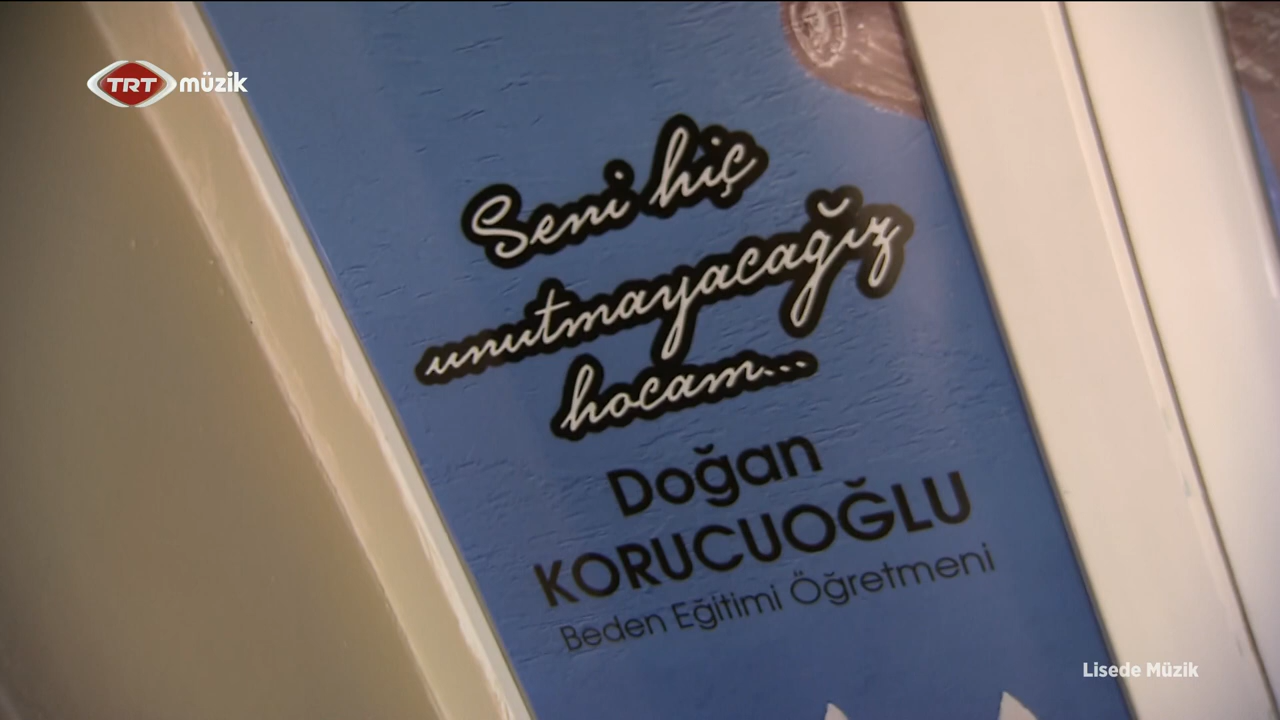 TRT müzik
Seni hiç
unutmayacağız
hocam...
Doğan
KORUCUOĞLU
Beden Eğitimi Öğretmeni
Lisede Müzik